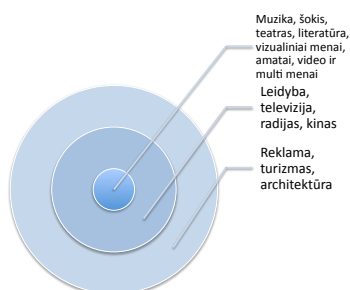 Muzika, šokis,
teatras, literatūra,
vizualiniai menai,
amatai, video ir
multi menai
Leidyba,
televizija,
radijas, kinas
Reklama,
turizmas,
architektūra